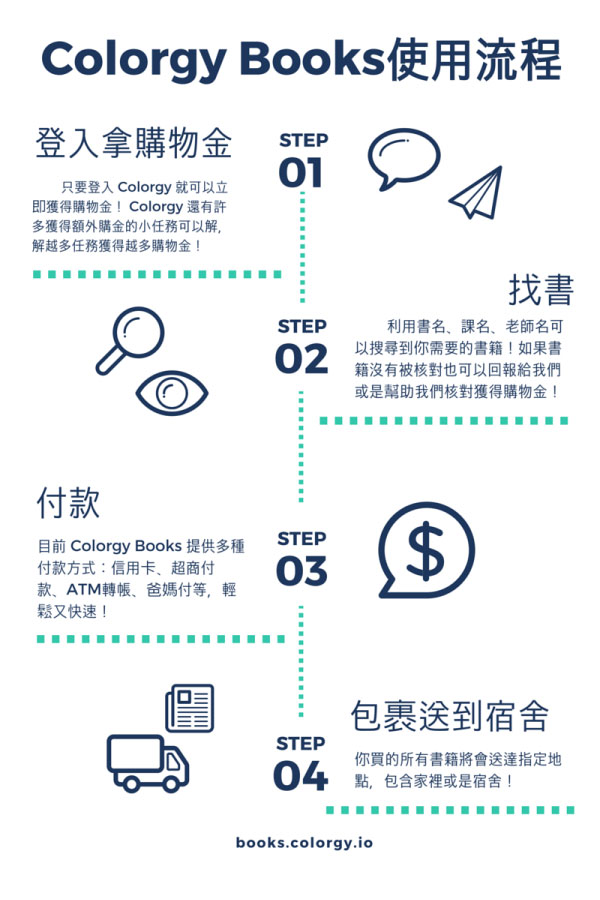 Colorgy Books使用流程
登入拿購物金
STEP
01
只要登入 Colorgy 就可以立
即獲得購物金！ Colorgy 還有許
多獲得額外購金的小任務可以解,
解越多任務獲得越多購物金！
找書
STEP
02
利用書名、課名、老師名可
以搜尋到你需要的書籍！如果書
籍沒有被核對也可以回報給我們
或是幫助我們核對獲得購物金！
付款
STEP
03
目前 Colorgy Books 提供多種
付款方式：信用卡、超商付
款、ATM轉帳、爸媽付等, 輕
鬆又快速！
$
包裹送到宿舍
STEP
04
你買的所有書籍將會送達指定地
點, 包含家裡或是宿舍！
books.colorgy.io